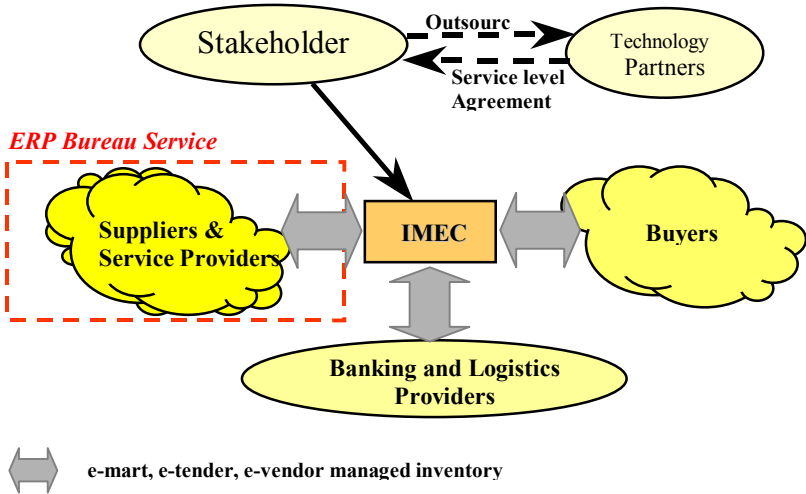 Outsourc
Stakeholder
Technology
Partners
Service level
Agreement
ERP Bureau Service
Suppliers &
Service Providers
IMEC
Buyers
Banking and Logistics
Providers
e-mart, e-tender, e-vendor managed inventory